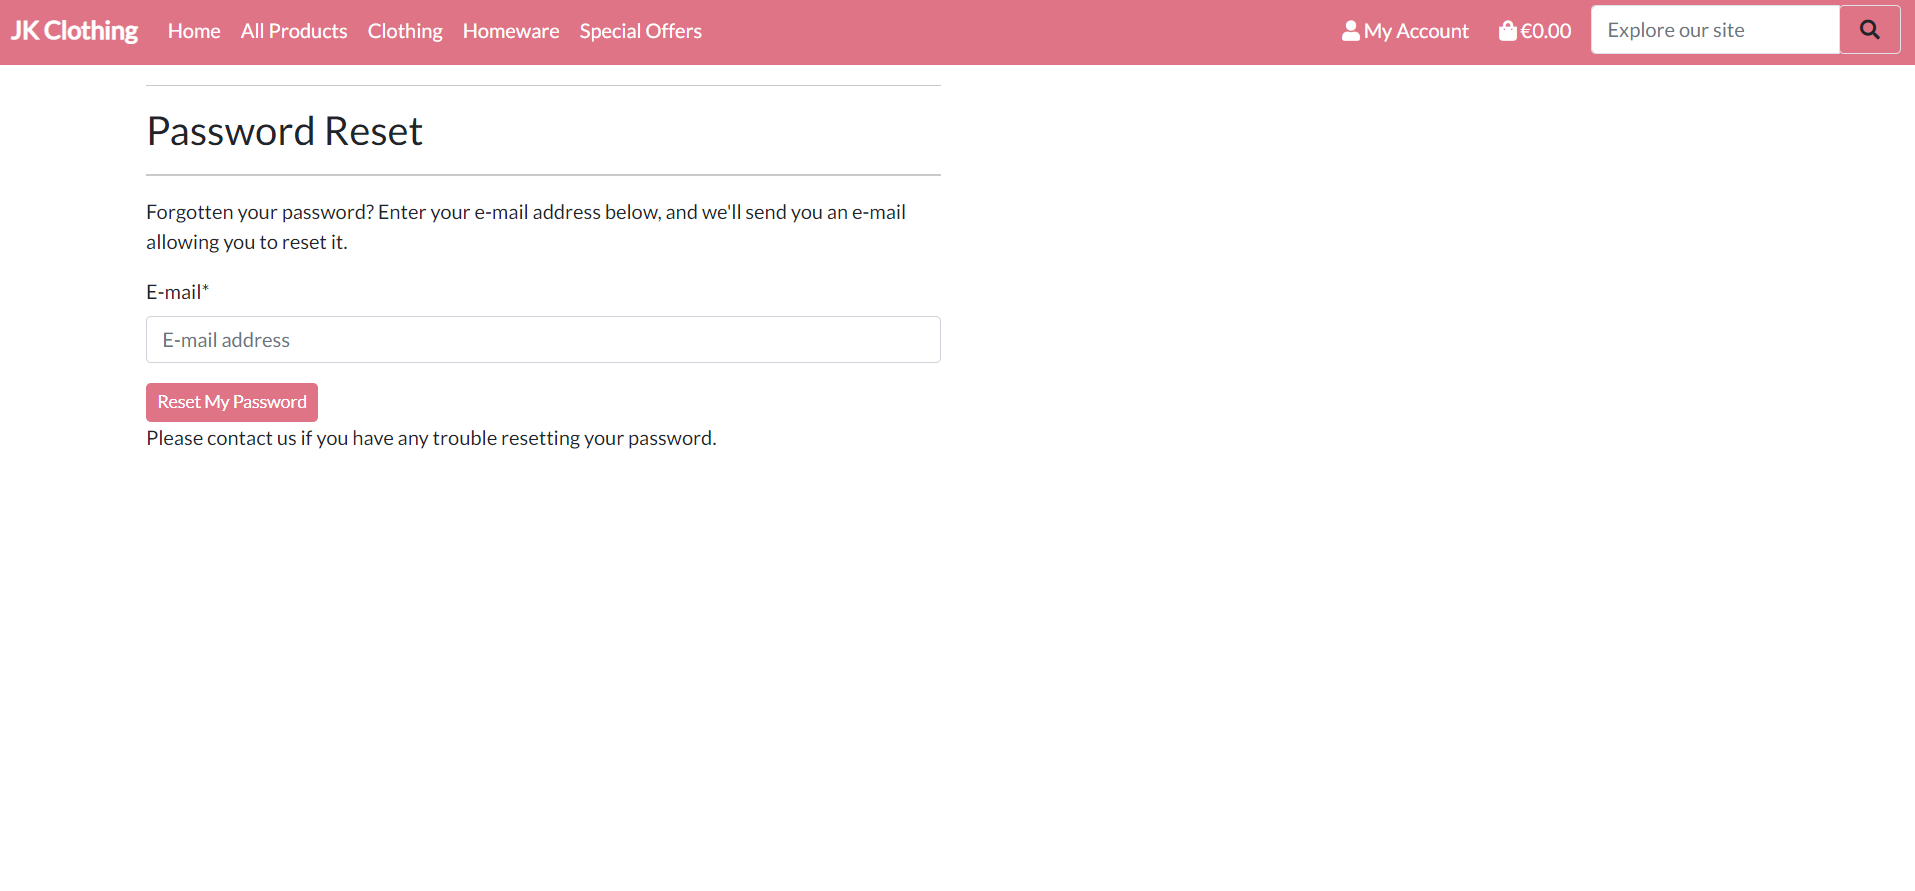 JK Clothing Home All Products Clothing Homeware Special Offers My Account €0.00 Explore our site
Password Reset
Forgotten your password? Enter your e-mail address below, and we'll send you an e-mail
allowing you to reset it.
E-mail*
E-mail address
Reset My Password
Please contact us if you have any trouble resetting your password.